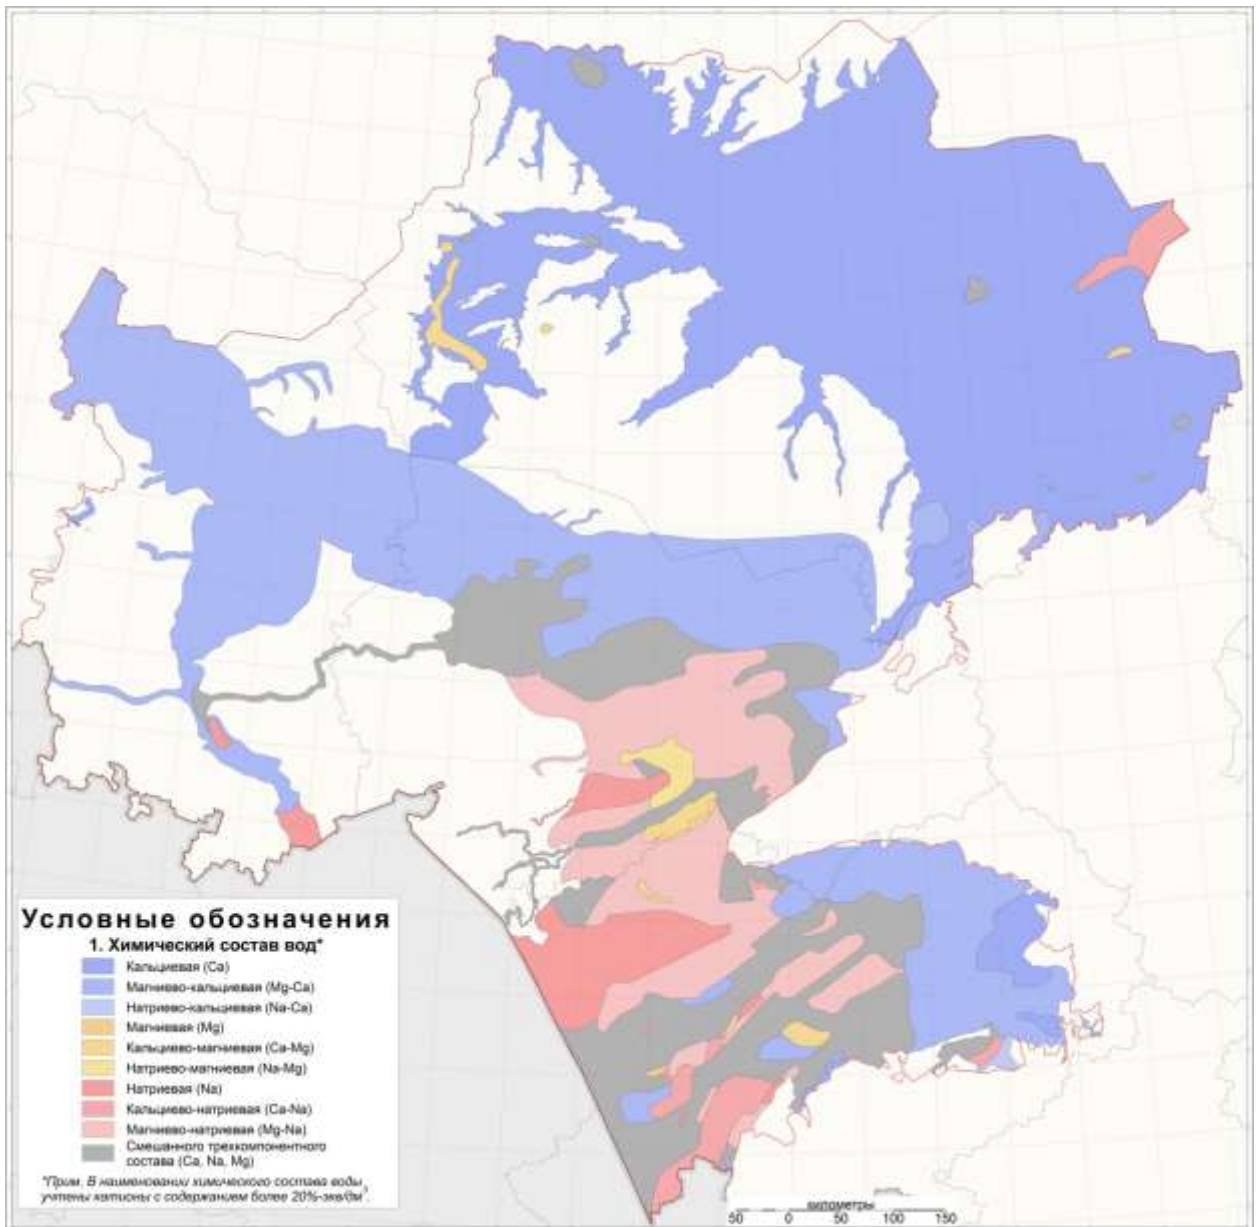 Условные обозначения
1. Химический состав вод*
Кальциевая (Ca)
Магниево-кальциевая (Mg-Ca)
Натриево-кальциевая (Na-Ca)
Магниевая (Mg)
Кальциево-магниевая (Ca-Mg)
Натриево-магниевая (Na-Mg)
Натриевая (Na)
Кальциево-натриевая (Ca-Na)
Магниево-натриевая (Mg-Na)
Смешанного трехкомпонентного
состава (Ca, Na, Mg)
*Прим. В наименовании химического состава воды
учтены катионы с содержанием более 20%-экв/дм³.
километры
50 0 50 100 150